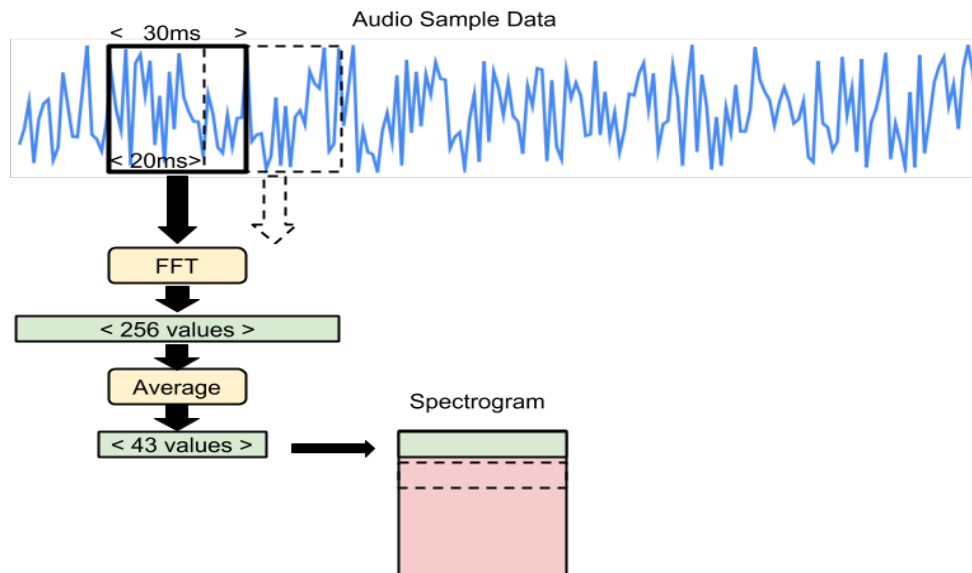 Audio Sample Data
< 30ms >
< 20ms>
FFT
< 256 values >
Average
< 43 values >
Spectrogram